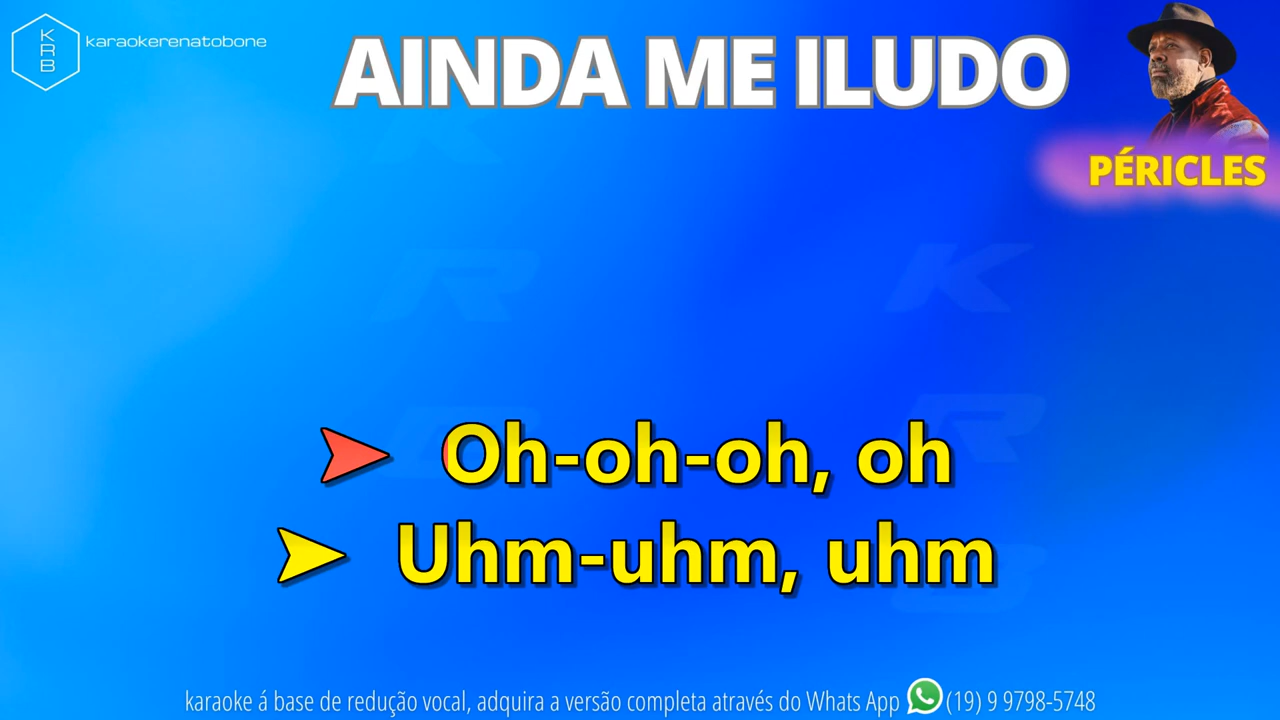 K
R
B
karaokerenatobone
AINDA ME ILUDO
PÉRICLES
K
R
K
R
B
Oh-oh-oh, oh
Uhm-uhm, uhm
karaoke á base de redução vocal, adquira a versão completa através do Whats App (19) 9 9798-5748